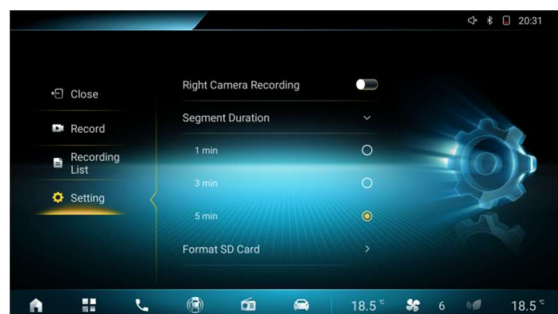 20:31
Close
Record
Recording
List
Setting
Right Camera Recording
Segment Duration
1 min
3 min
5 min
Format SD Card
18.5 °C
6
18.5 °C